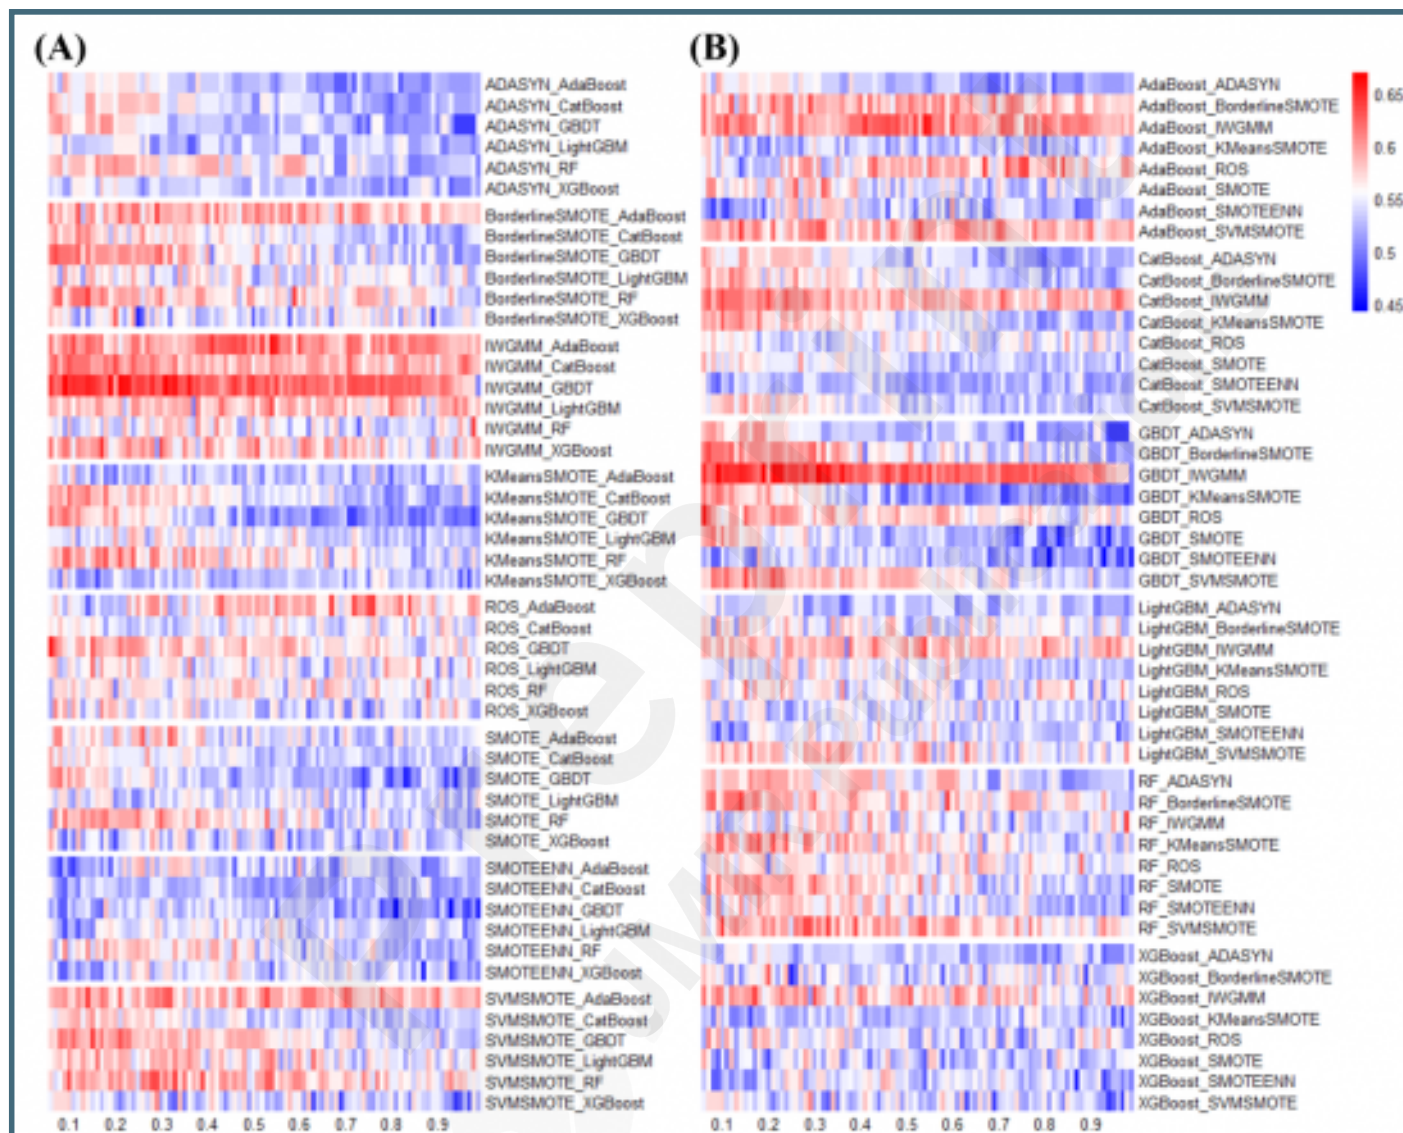 (A)
ADASYN_AdaBoost
ADASYN_CatBoost
ADASYN_GBDT
ADASYN_LightGBM
ADASYN_RF
ADASYN_XGBoost
BorderlineSMOTE_AdaBoost
BorderlineSMOTE_CatBoost
BorderlineSMOTE_GBDT
BorderlineSMOTE_LightGBM
BorderlineSMOTE_RF
BorderlineSMOTE_XGBoost
IWGMM_AdaBoost
IWGMM_CatBoost
IWGMM_GBDT
IWGMM_LightGBM
IWGMM_RF
IWGMM_XGBoost
KMeansSMOTE_AdaBoost
KMeansSMOTE_CatBoost
KMeansSMOTE_GBDT
KMeansSMOTE_LightGBM
KMeansSMOTE_RF
KMeansSMOTE_XGBoost
ROS_AdaBoost
ROS_CatBoost
ROS_GBDT
ROS_LightGBM
ROS_RF
ROS_XGBoost
SMOTE_AdaBoost
SMOTE_CatBoost
SMOTE_GBDT
SMOTE_LightGBM
SMOTE_RF
SMOTE_XGBoost
SMOTEENN_AdaBoost
SMOTEENN_CatBoost
SMOTEENN_GBDT
SMOTEENN_LightGBM
SMOTEENN_RF
SMOTEENN_XGBoost
SVMSMOTE_AdaBoost
SVMSMOTE_CatBoost
SVMSMOTE_GBDT
SVMSMOTE_LightGBM
SVMSMOTE_RF
SVMSMOTE_XGBoost
0.1 0.2 0.3 0.4 0.5 0.6 0.7 0.8 0.9
(B)
AdaBoost_ADASYN
AdaBoost_BorderlineSMOTE
AdaBoost_IWGMM
AdaBoost_KMeansSMOTE
AdaBoost_ROS
AdaBoost_SMOTE
AdaBoost_SMOTEENN
AdaBoost_SVMSMOTE
CatBoost_ADASYN
CatBoost_BorderlineSMOTE
CatBoost_IWGMM
CatBoost_KMeansSMOTE
CatBoost_ROS
CatBoost_SMOTE
CatBoost_SMOTEENN
CatBoost_SVMSMOTE
GBDT_ADASYN
GBDT_BorderlineSMOTE
GBDT_IWGMM
GBDT_KMeansSMOTE
GBDT_ROS
GBDT_SMOTE
GBDT_SMOTEENN
GBDT_SVMSMOTE
LightGBM_ADASYN
LightGBM_BorderlineSMOTE
LightGBM_IWGMM
LightGBM_KMeansSMOTE
LightGBM_ROS
LightGBM_SMOTE
LightGBM_SMOTEENN
LightGBM_SVMSMOTE
RF_ADASYN
RF_BorderlineSMOTE
RF_IWGMM
RF_KMeansSMOTE
RF_ROS
RF_SMOTE
RF_SMOTEENN
RF_SVMSMOTE
XGBoost_ADASYN
XGBoost_BorderlineSMOTE
XGBoost_IWGMM
XGBoost_KMeansSMOTE
XGBoost_ROS
XGBoost_SMOTE
XGBoost_SMOTEENN
XGBoost_SVMSMOTE
0.1 0.2 0.3 0.4 0.5 0.6 0.7 0.8 0.9
0.65
0.6
0.55
0.5
0.45
Preprint